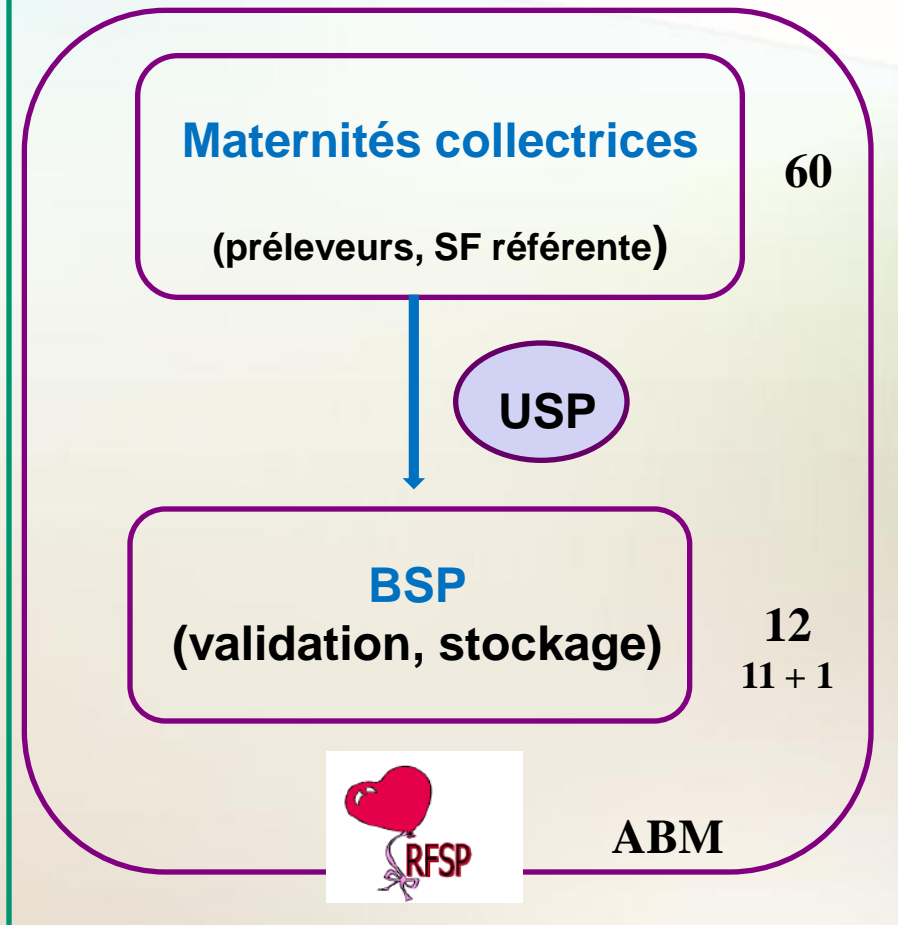 Maternités collectrices
60
(préleveurs, SF référente)
USP
BSP
(validation, stockage)
12
11 + 1
RFSP
ABM